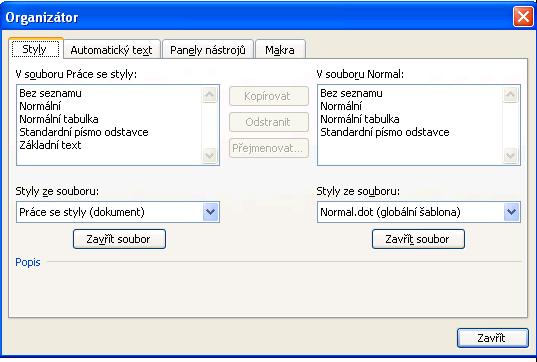 Organizátor
Styly
Automatický text
Panely nástrojů
Makra
V souboru Práce se styly:
Bez seznamu
Normální
Normální tabulka
Standardní písmo odstavce
Základní text
Kopírovat
Odstranit
Přejmenovat...
V souboru Normal:
Bez seznamu
Normální
Normální tabulka
Standardní písmo odstavce
Styly ze souboru:
Práce se styly (dokument)
Zavřít soubor
Styly ze souboru:
Normal.dot (globální šablona)
Zavřít soubor
Popis
Zavřít